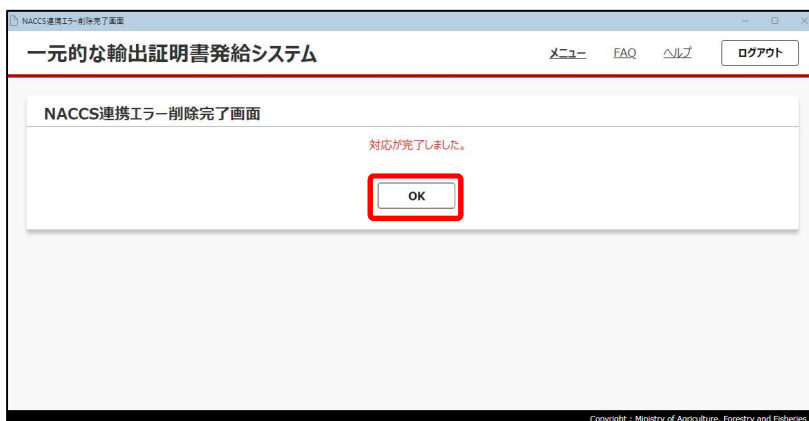 NACCS連携エラー削除完了画面
一元的な輸出証明書発給システム
メニュー FAQ ヘルプ ログアウト
NACCS連携エラー削除完了画面
対応が完了しました。
OK
Copyright : Ministry of Agriculture, Forestry and Fisheries